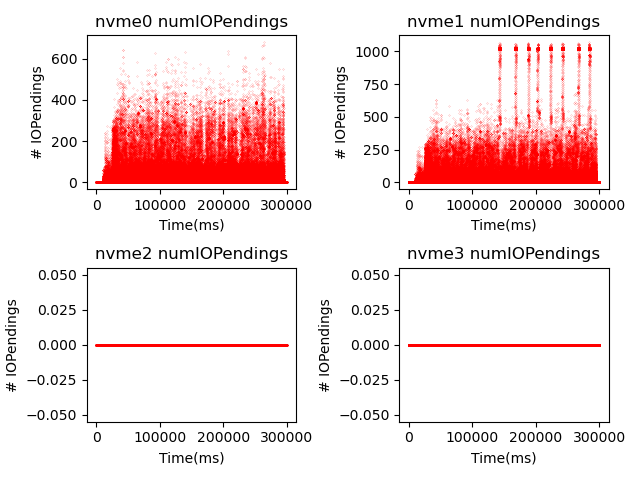 nvme0 numIOPendings
# IOPendings
600
400
200
0
0
100000
200000
300000
Time(ms)
nvme1 numIOPendings
# IOPendings
1000
750
500
250
0
0
100000
200000
300000
Time(ms)
nvme2 numIOPendings
# IOPendings
0.050
0.025
0.000
−0.025
−0.050
0
100000
200000
300000
Time(ms)
nvme3 numIOPendings
# IOPendings
0.050
0.025
0.000
−0.025
−0.050
0
100000
200000
300000
Time(ms)